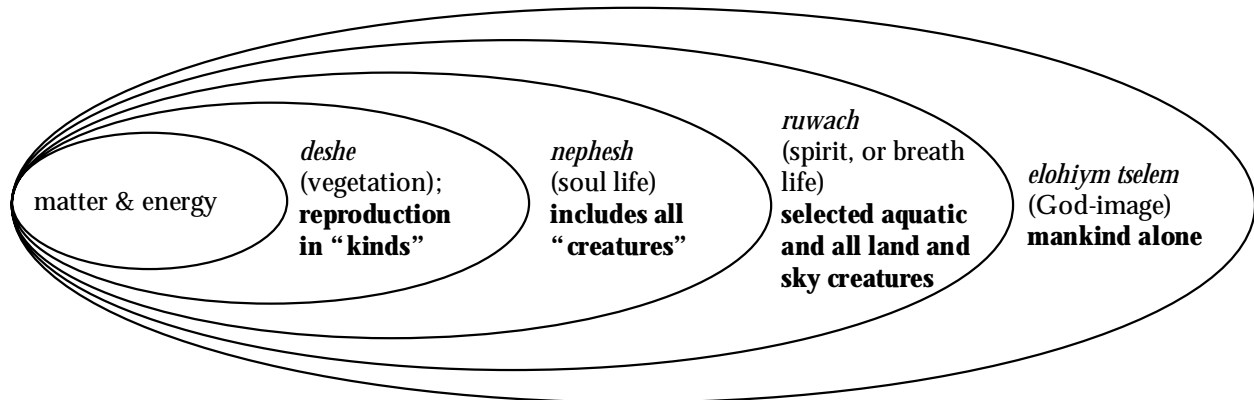 matter & energy
deshe
(vegetation);
reproduction
in “kinds”
nephesh
(soul life)
includes all
“creatures”
ruwach
(spirit, or breath
life)
selected aquatic
and all land and
sky creatures
elohiym tselem
(God-image)
mankind alone